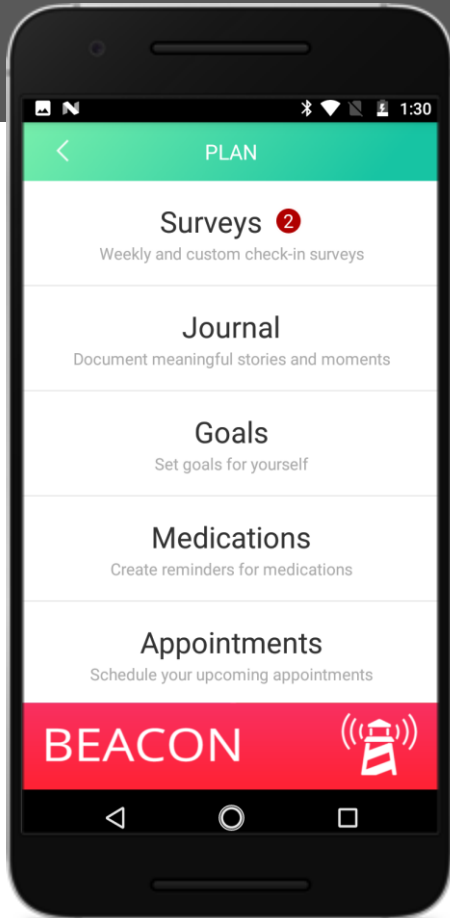 1:30
PLAN
Surveys 2
Weekly and custom check-in surveys
Journal
Document meaningful stories and moments
Goals
Set goals for yourself
Medications
Create reminders for medications
Appointments
Schedule your upcoming appointments
BEACON